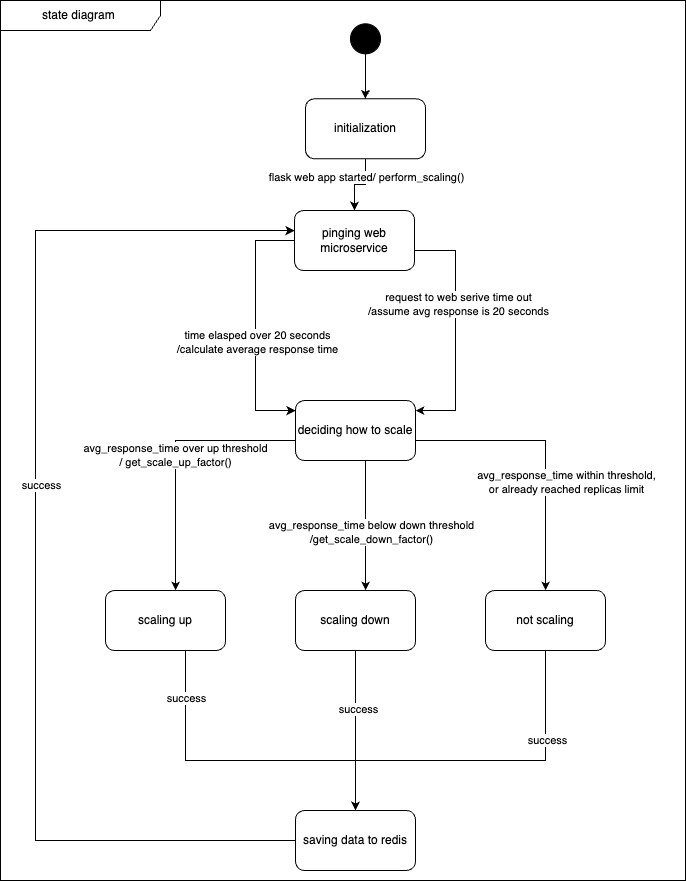 state diagram
initialization
flask web app started/ perform_scaling()
pinging web
microservice
request to web serive time out
/assume avg response is 20 seconds
time elasped over 20 seconds
/calculate average response time
deciding how to scale
avg_response_time over up threshold
/ get_scale_up_factor()
avg_response_time within threshold,
or already reached replicas limit
success
avg_response_time below down threshold
/get_scale_down_factor()
scaling up
scaling down
not scaling
success
success
success
saving data to redis